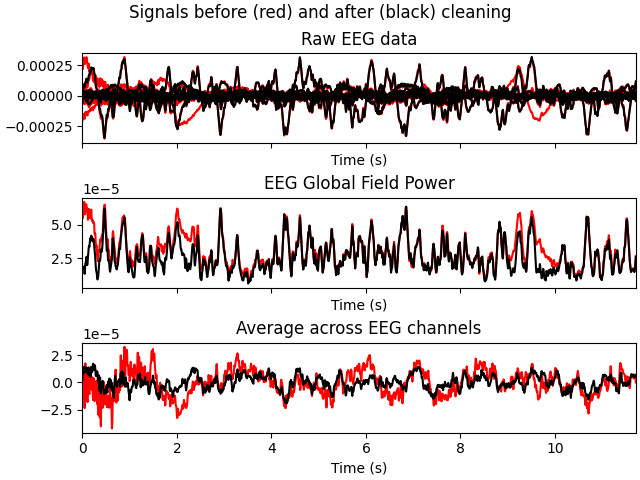 Signals before (red) and after (black) cleaning
Raw EEG data
0.00025
0.00000
−0.00025
Time (s)
EEG Global Field Power
1e−5
5.0
2.5
Time (s)
Average across EEG channels
1e−5
2.5
0.0
−2.5
0 2 4 6 8 10
Time (s)